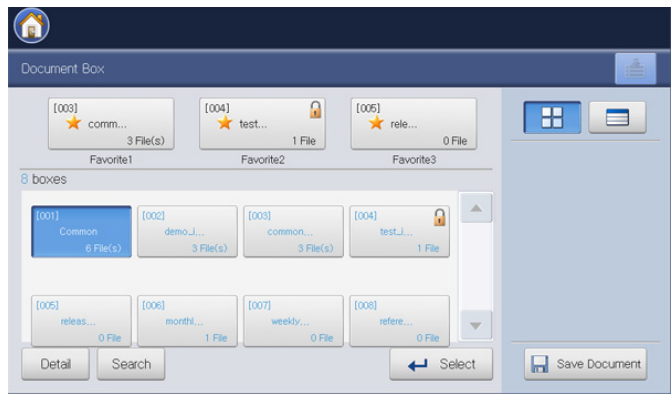 Document Box
[003]
comm...
3 File(s)
Favorite1
[004]
test...
1 File
Favorite2
[005]
rele...
0 File
Favorite3
8 boxes
[001]
Common
6 File(s)
[002]
demo_i...
3 File(s)
[003]
common...
3 File(s)
[004]
test_i...
1 File
[005]
releas...
0 File
[006]
monthl...
1 File
[007]
weekly...
0 File
[008]
refere...
0 File
Detail
Search
Select
Save Document